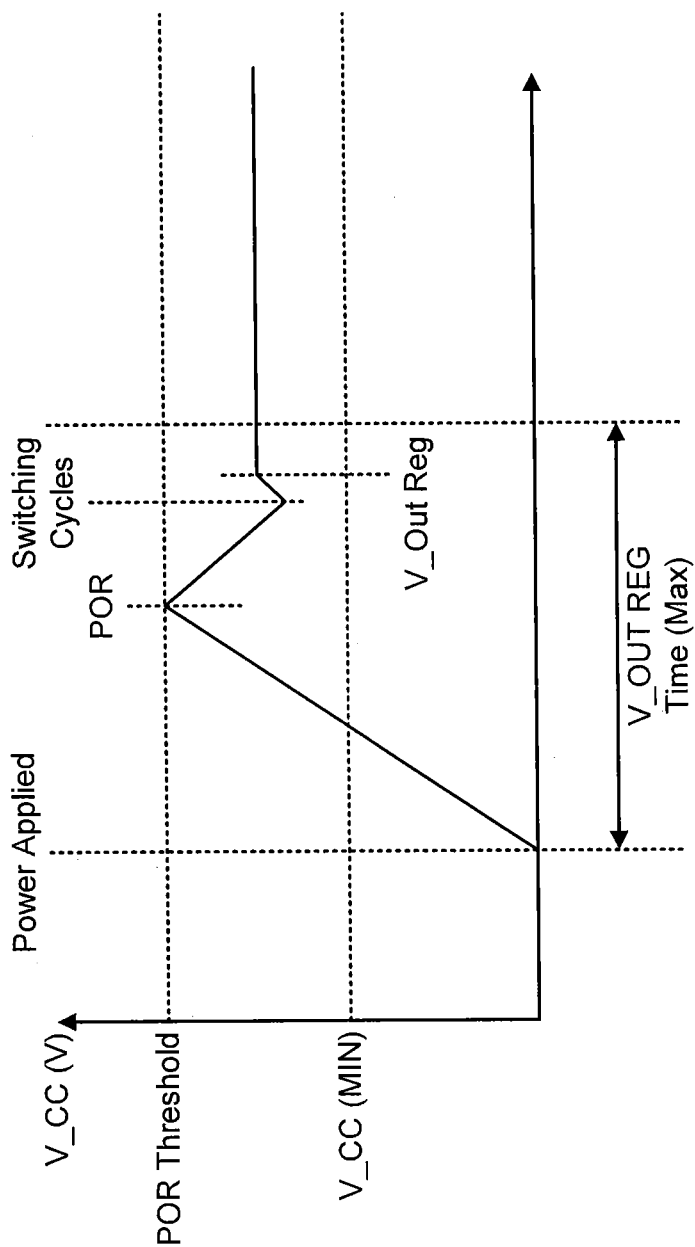 V_CC (V)
POR Threshold
V_CC (MIN)
Power Applied
POR
Switching
Cycles
V_Out Reg
V_OUT REG
Time (Max)